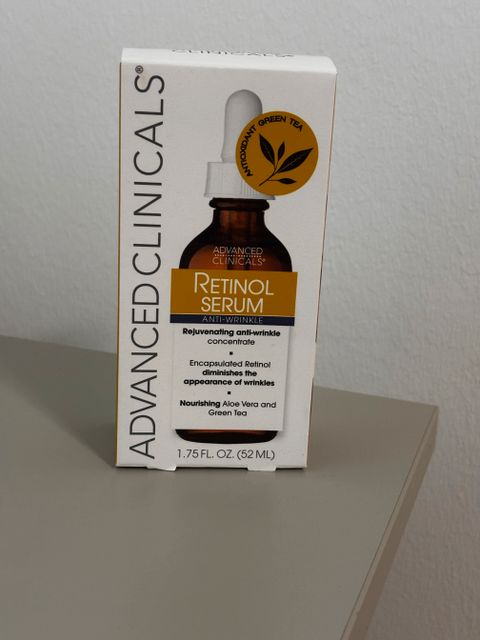 CLINICALS®
ADVANCED CLINICALS®
ANTIOXIDANT GREEN TEA
ADVANCED
CLINICALS®
RETINOL
SERUM
ANTI-WRINKLE
Rejuvenating anti-wrinkle
concentrate
Encapsulated Retinol
diminishes the
appearance of wrinkles
Nourishing Aloe Vera and
Green Tea
1.75 FL. OZ. (52 ML)